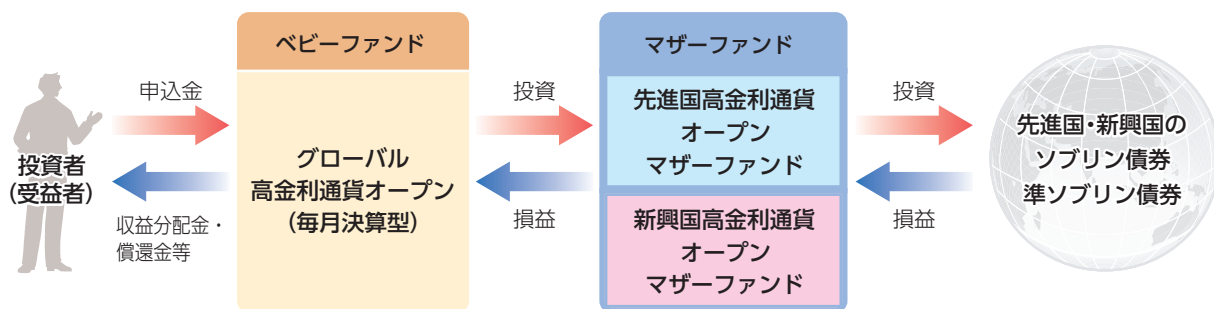 投資者
(受益者)
申込金
収益分配金・
償還金等
ベビーファンド
グローバル
高金利通貨オープン
(毎月決算型)
投資
損益
マザーファンド
先進国高金利通貨
オープン
マザーファンド
新興国高金利通貨
オープン
マザーファンド
投資
損益
先進国・新興国の
ソブリン債券
準ソブリン債券